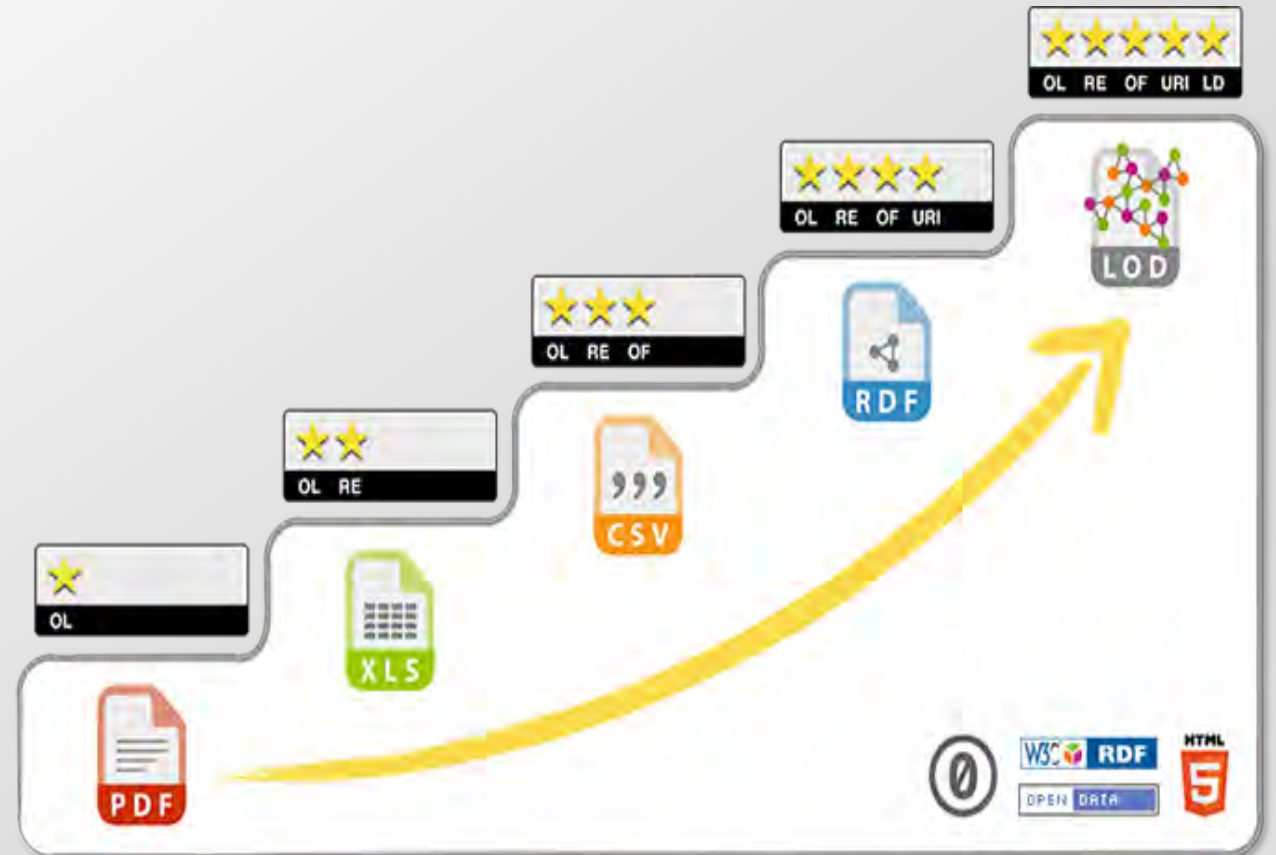 OL RE OF URI LD
LOD
OL RE OF URI
RDF
OL RE OF
CSV
OL RE
XLS
OL
PDF
0
W3C RDF
OPEN DATA
HTML
5